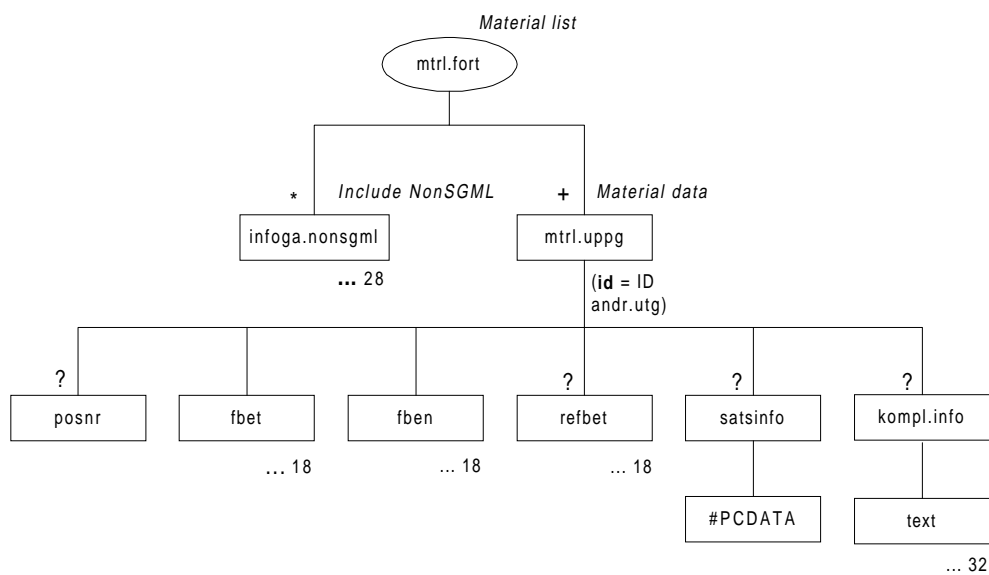 Material list
mtrl.fort
* Include NonSGML + Material data
infoga.nonsgml mtrl.uppg
... 28
(id = ID
andr.utg)
? ? ? ?
posnr fbet fben refbet satsinfo kompl.info
... 18 ... 18 ... 18
#PCDATA text
... 32